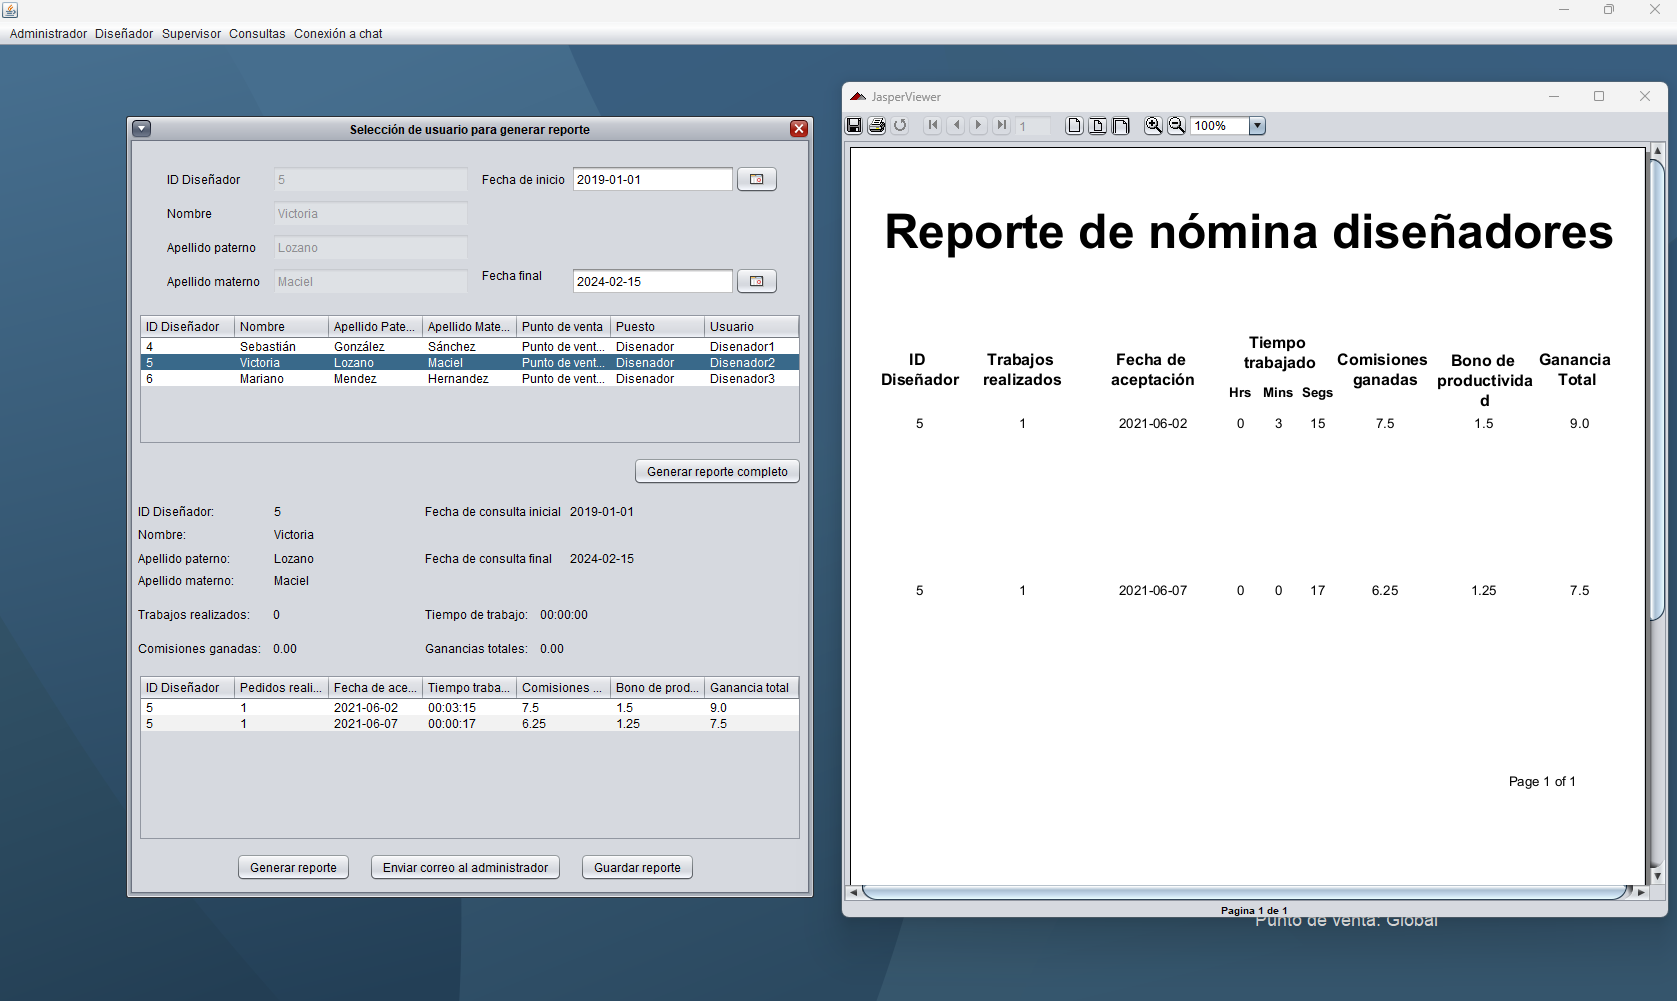 Administrador Diseñador Supervisor Consultas Conexión a chat
Selección de usuario para generar reporte
ID Diseñador 5 Fecha de inicio 2019-01-01
Nombre Victoria
Apellido paterno Lozano
Apellido materno Maciel Fecha final 2024-02-15
ID Diseñador Nombre Apellido Pate... Apellido Mate... Punto de venta Puesto Usuario
4 Sebastián González Sánchez Punto de vent... Disenador Disenador1
5 Victoria Lozano Maciel Punto de vent... Disenador Disenador2
6 Mariano Mendez Hernandez Punto de vent... Disenador Disenador3
Generar reporte completo
ID Diseñador: 5 Fecha de consulta inicial 2019-01-01
Nombre: Victoria
Apellido paterno: Lozano Fecha de consulta final 2024-02-15
Apellido materno: Maciel
Trabajos realizados: 0 Tiempo de trabajo: 00:00:00
Comisiones ganadas: 0.00 Ganancias totales: 0.00
ID Diseñador Pedidos reali... Fecha de ace... Tiempo traba... Comisiones ... Bono de prod... Ganancia total
5 1 2021-06-02 00:03:15 7.5 1.5 9.0
5 1 2021-06-07 00:00:17 6.25 1.25 7.5
Generar reporte Enviar correo al administrador Guardar reporte
JasperViewer
1 100%
Reporte de nómina diseñadores
ID Diseñador Trabajos realizados Fecha de aceptación Tiempo trabajado Comisiones ganadas Bono de productivida d Ganancia Total
Hrs Mins Segs
5 1 2021-06-02 0 3 15 7.5 1.5 9.0
5 1 2021-06-07 0 0 17 6.25 1.25 7.5
Page 1 of 1
Pagina 1 de 1
Punto de venta: Global